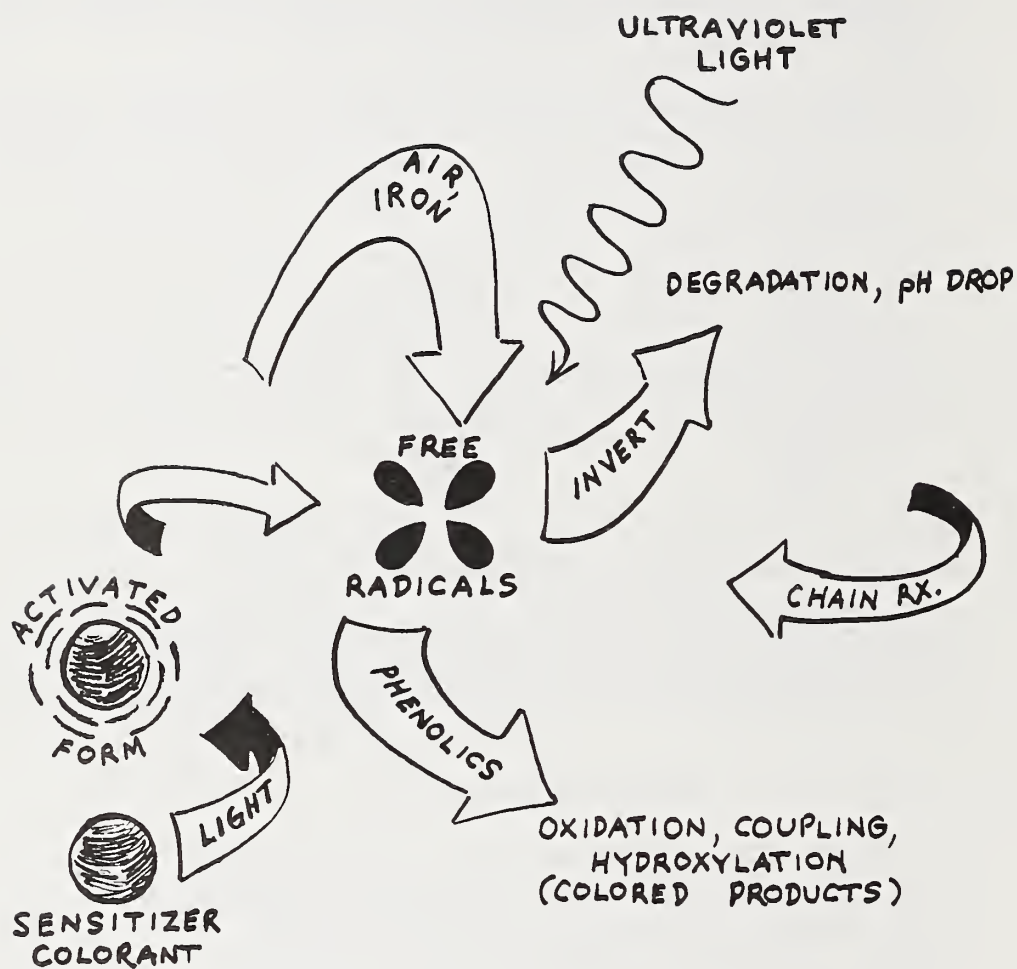 ULTRAVIOLET
LIGHT
AIR,
IRON
DEGRADATION, pH DROP
INVERT
FREE
RADICALS
CHAIN RX.
ACTIVATED
FORM
PHENOLICS
LIGHT
SENSITIZER
COLORANT
OXIDATION, COUPLING,
HYDROXYLATION
(COLORED PRODUCTS)